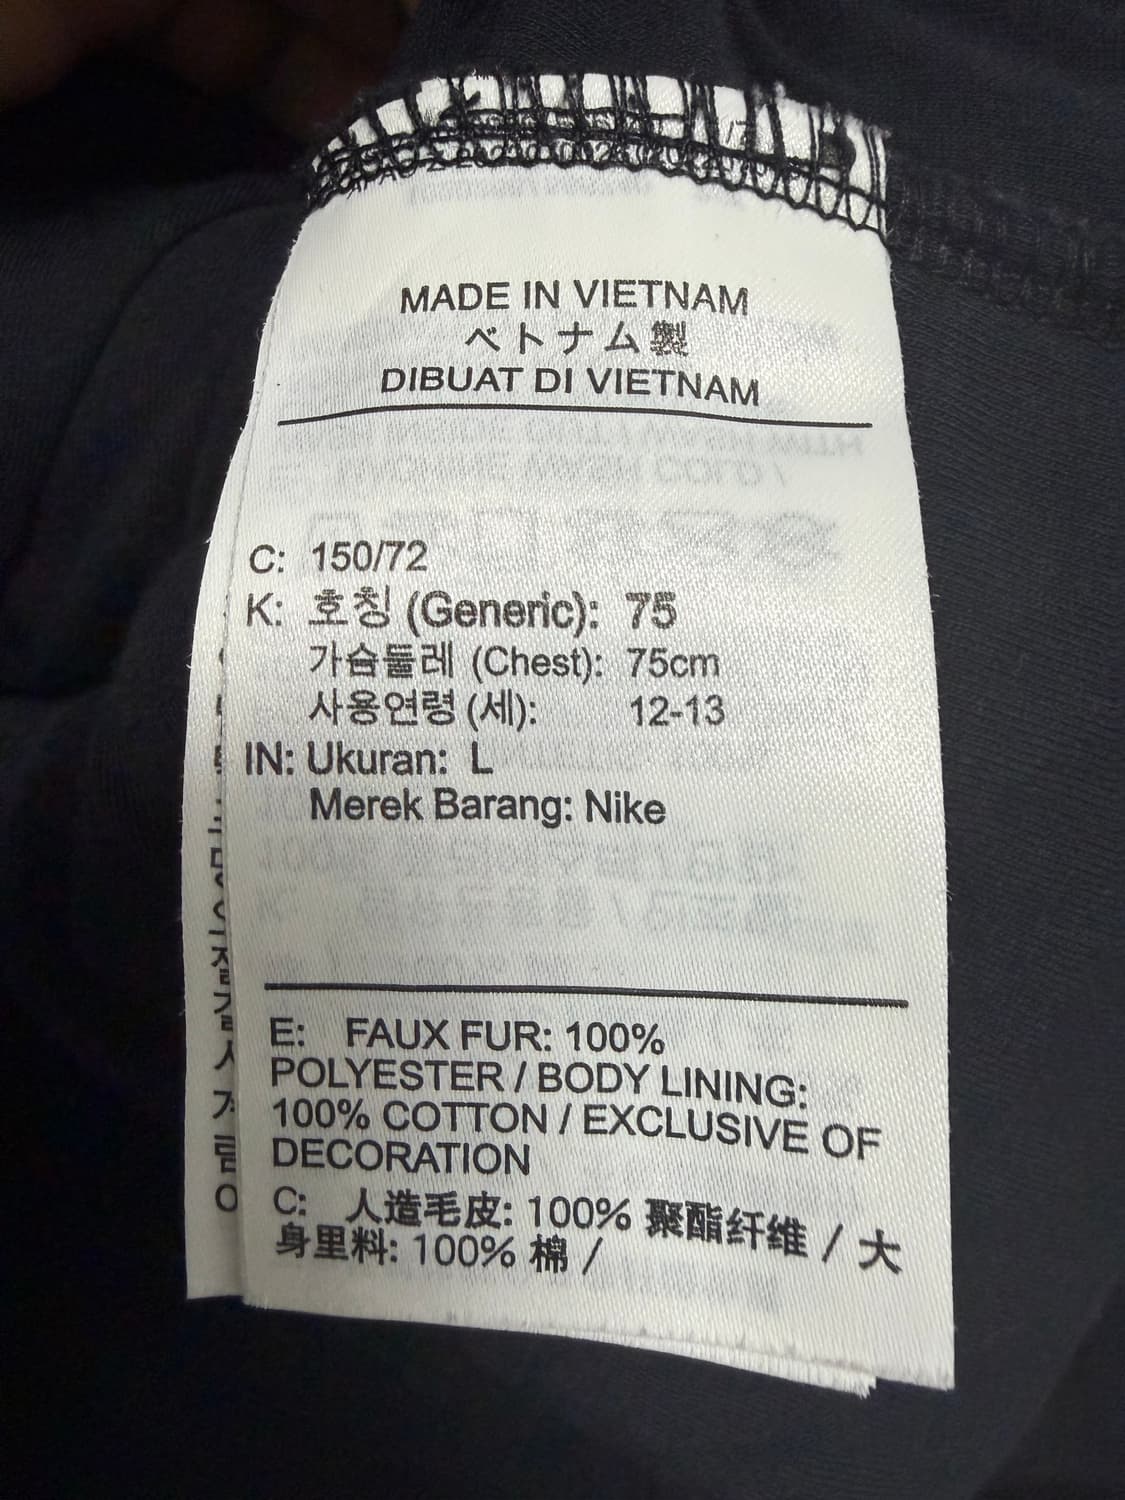 MADE IN VIETNAM
ベトナム製
DIBUAT DI VIETNAM
C: 150/72
K: 호칭 (Generic): 75
가슴둘레 (Chest): 75cm
사용연령 (세): 12-13
IN: Ukuran: L
Merek Barang: Nike
E: FAUX FUR: 100%
POLYESTER / BODY LINING:
100% COTTON / EXCLUSIVE OF
DECORATION
C: 人造毛皮: 100% 聚酯纤维 / 大
身里料: 100% 棉 /